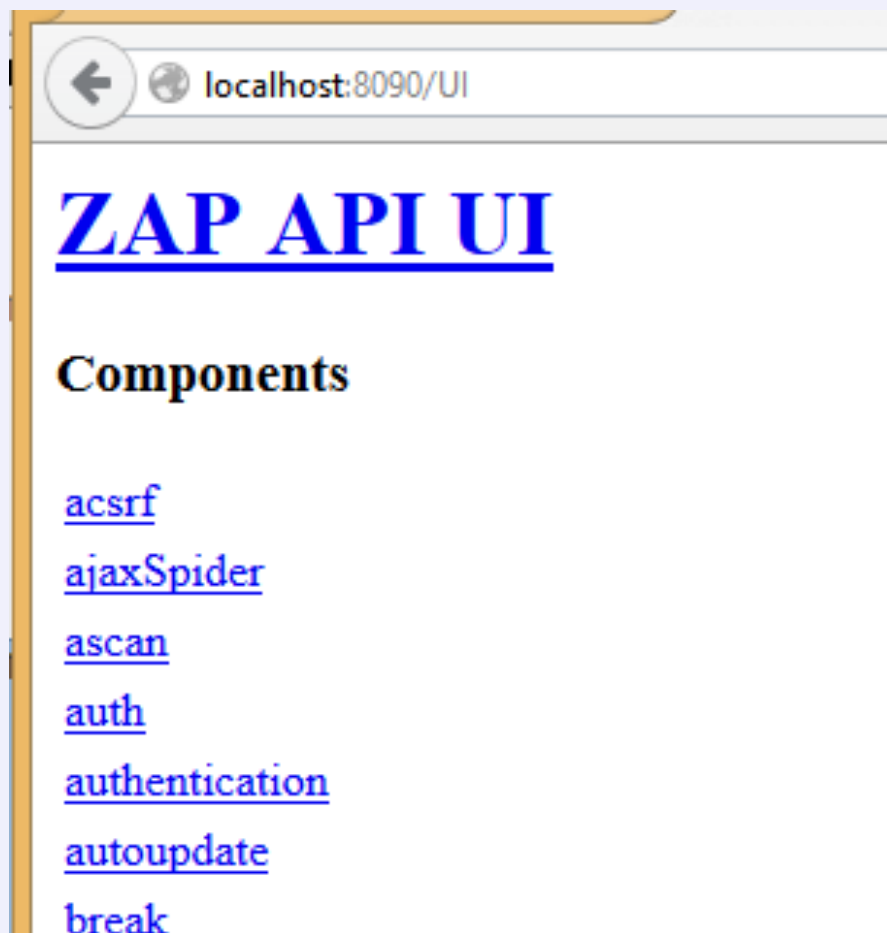 localhost:8090/UI
ZAP API UI
Components
acsrf
ajaxSpider
ascan
auth
authentication
autoupdate
break